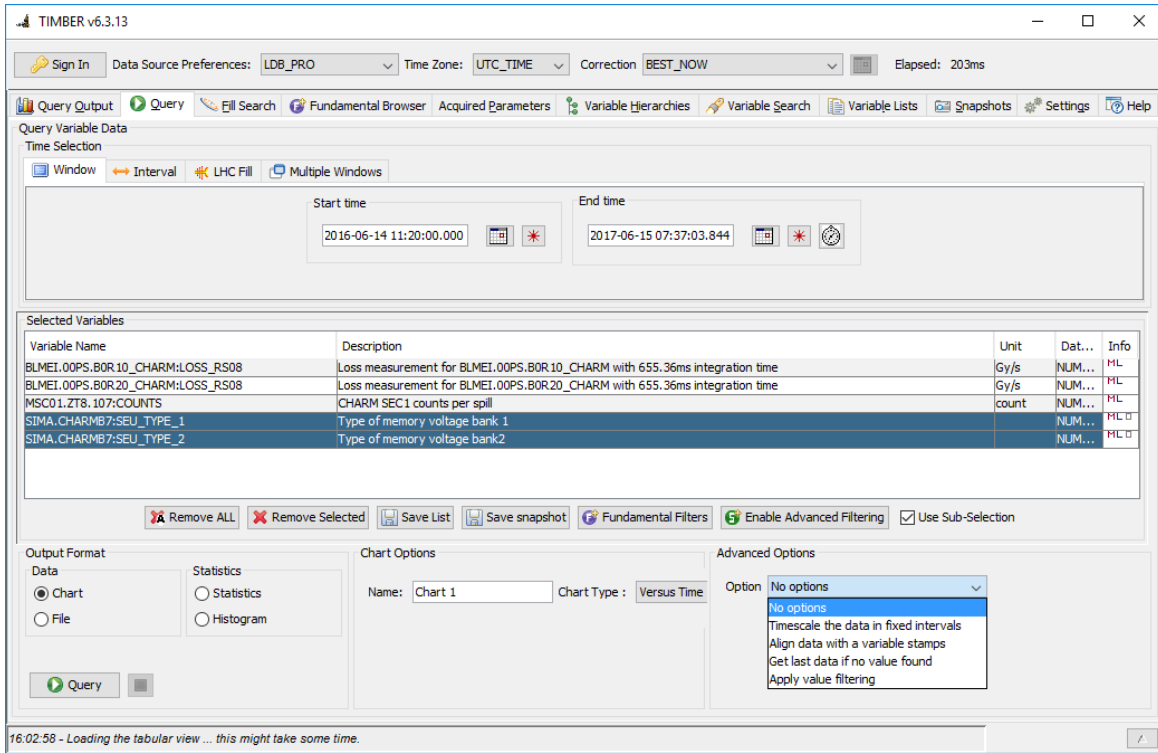 TIMBER v6.3.13
Sign In Data Source Preferences: LDB_PRO Time Zone: UTC_TIME Correction BEST_NOW Elapsed: 203ms
Query Output Query Fill Search Fundamental Browser Acquired Parameters Variable Hierarchies Variable Search Variable Lists Snapshots Settings Help
Query Variable Data
Time Selection
Window Interval LHC Fill Multiple Windows
Start time End time
2016-06-14 11:20:00.000 2017-06-15 07:37:03.844
Selected Variables
Variable Name Description Unit Dat... Info
BLMEI.00PS.B0R10_CHARM:LOSS_RS08 Loss measurement for BLMEI.00PS.B0R10_CHARM with 655.36ms integration time Gy/s NUM... ML
BLMEI.00PS.B0R20_CHARM:LOSS_RS08 Loss measurement for BLMEI.00PS.B0R20_CHARM with 655.36ms integration time Gy/s NUM... ML
MSC01.ZT8.107:COUNTS CHARM SEC1 counts per spill count NUM... ML
SIMA.CHARMB7:SEU_TYPE_1 Type of memory voltage bank 1 NUM... ML
SIMA.CHARMB7:SEU_TYPE_2 Type of memory voltage bank2 NUM... ML
Remove ALL Remove Selected Save List Save snapshot Fundamental Filters Enable Advanced Filtering Use Sub-Selection
Output Format Chart Options Advanced Options
Data Statistics
Chart Statistics Name: Chart 1 Chart Type : Versus Time Option No options
No options
File Histogram Timescale the data in fixed intervals
Align data with a variable stamps
Get last data if no value found
Apply value filtering
Query
16:02:58 - Loading the tabular view ... this might take some time.